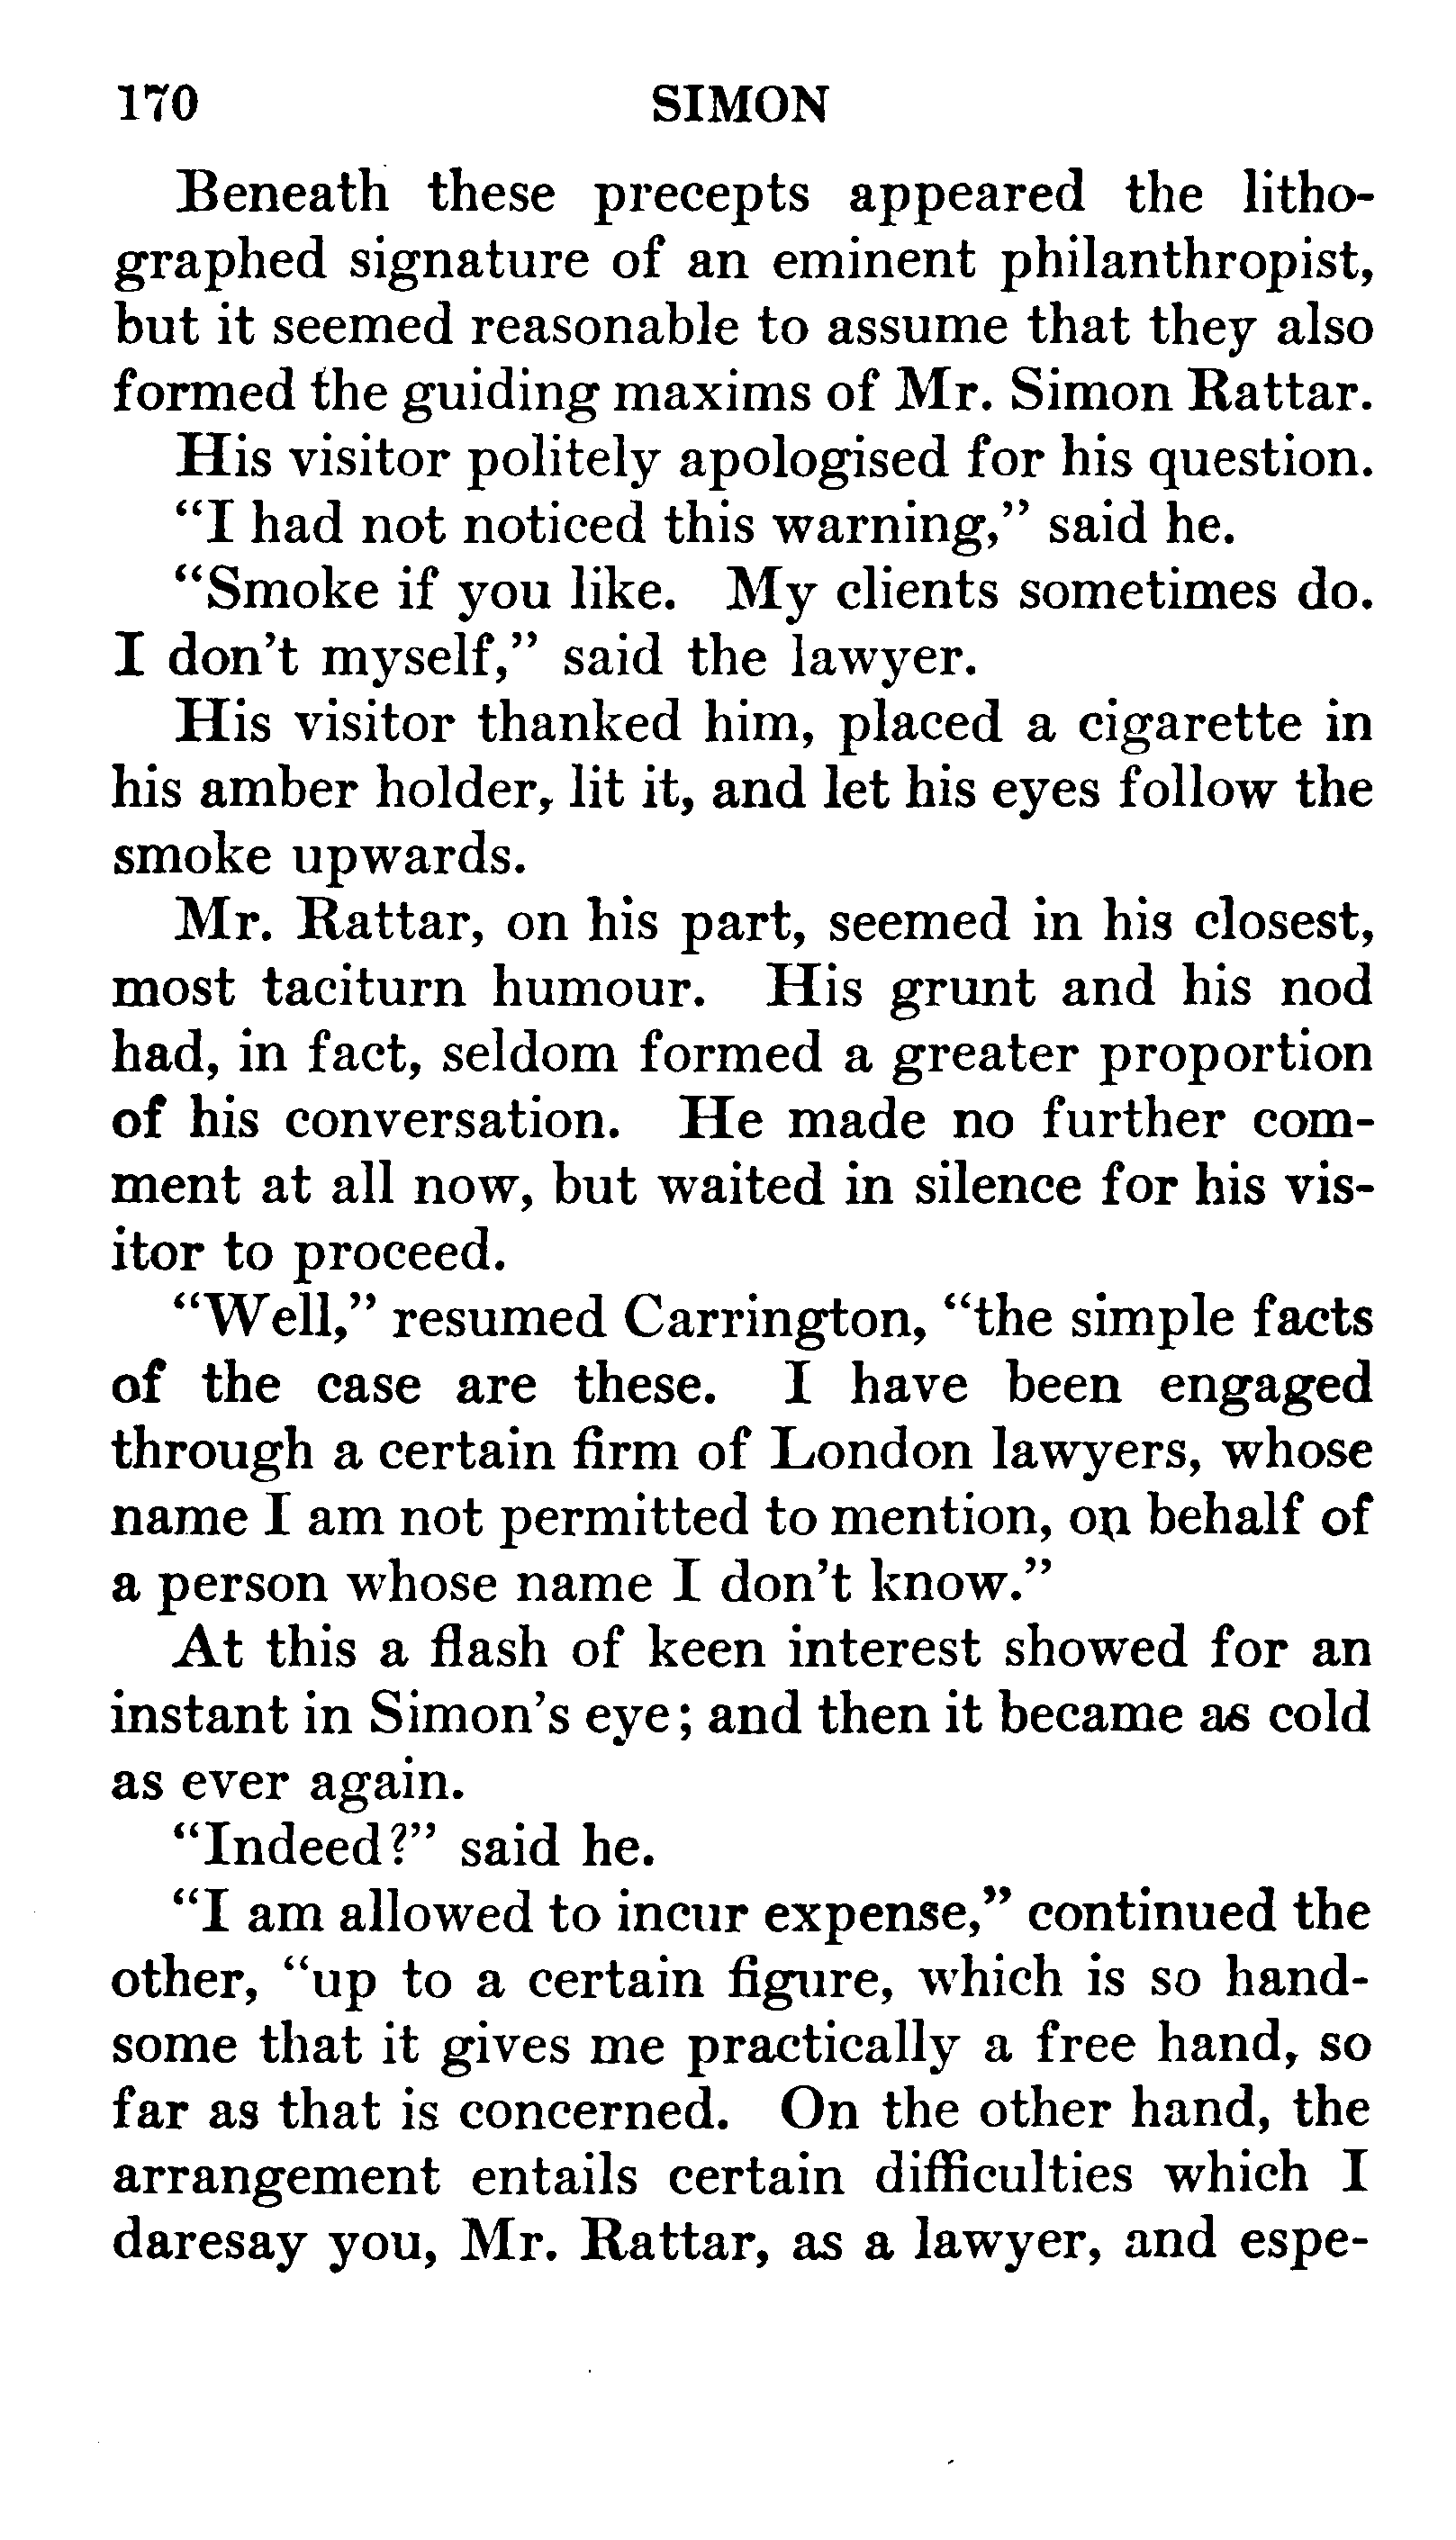 170 SIMON
Beneath these precepts appeared the litho-
graphed signature of an eminent philanthropist,
but it seemed reasonable to assume that they also
formed the guiding maxims of Mr. Simon Rattar.
His visitor politely apologised for his question.
“I had not noticed this warning,” said he.
“Smoke if you like. My clients sometimes do.
I don't myself,” said the lawyer.
His visitor thanked him, placed a cigarette in
his amber holder, lit it, and let his eyes follow the
smoke upwards.
Mr. Rattar, on his part, seemed in his closest,
most taciturn humour. His grunt and his nod
had, in fact, seldom formed a greater proportion
of his conversation. He made no further com-
ment at all now, but waited in silence for his vis-
itor to proceed.
“Well,” resumed Carrington, “the simple facts
of the case are these. I have been engaged
through a certain firm of London lawyers, whose
name I am not permitted to mention, on behalf of
a person whose name I don't know.”
At this a flash of keen interest showed for an
instant in Simon's eye; and then it became as cold
as ever again.
“Indeed?” said he.
“I am allowed to incur expense,” continued the
other, “up to a certain figure, which is so hand-
some that it gives me practically a free hand, so
far as that is concerned. On the other hand, the
arrangement entails certain difficulties which I
daresay you, Mr. Rattar, as a lawyer, and espe-